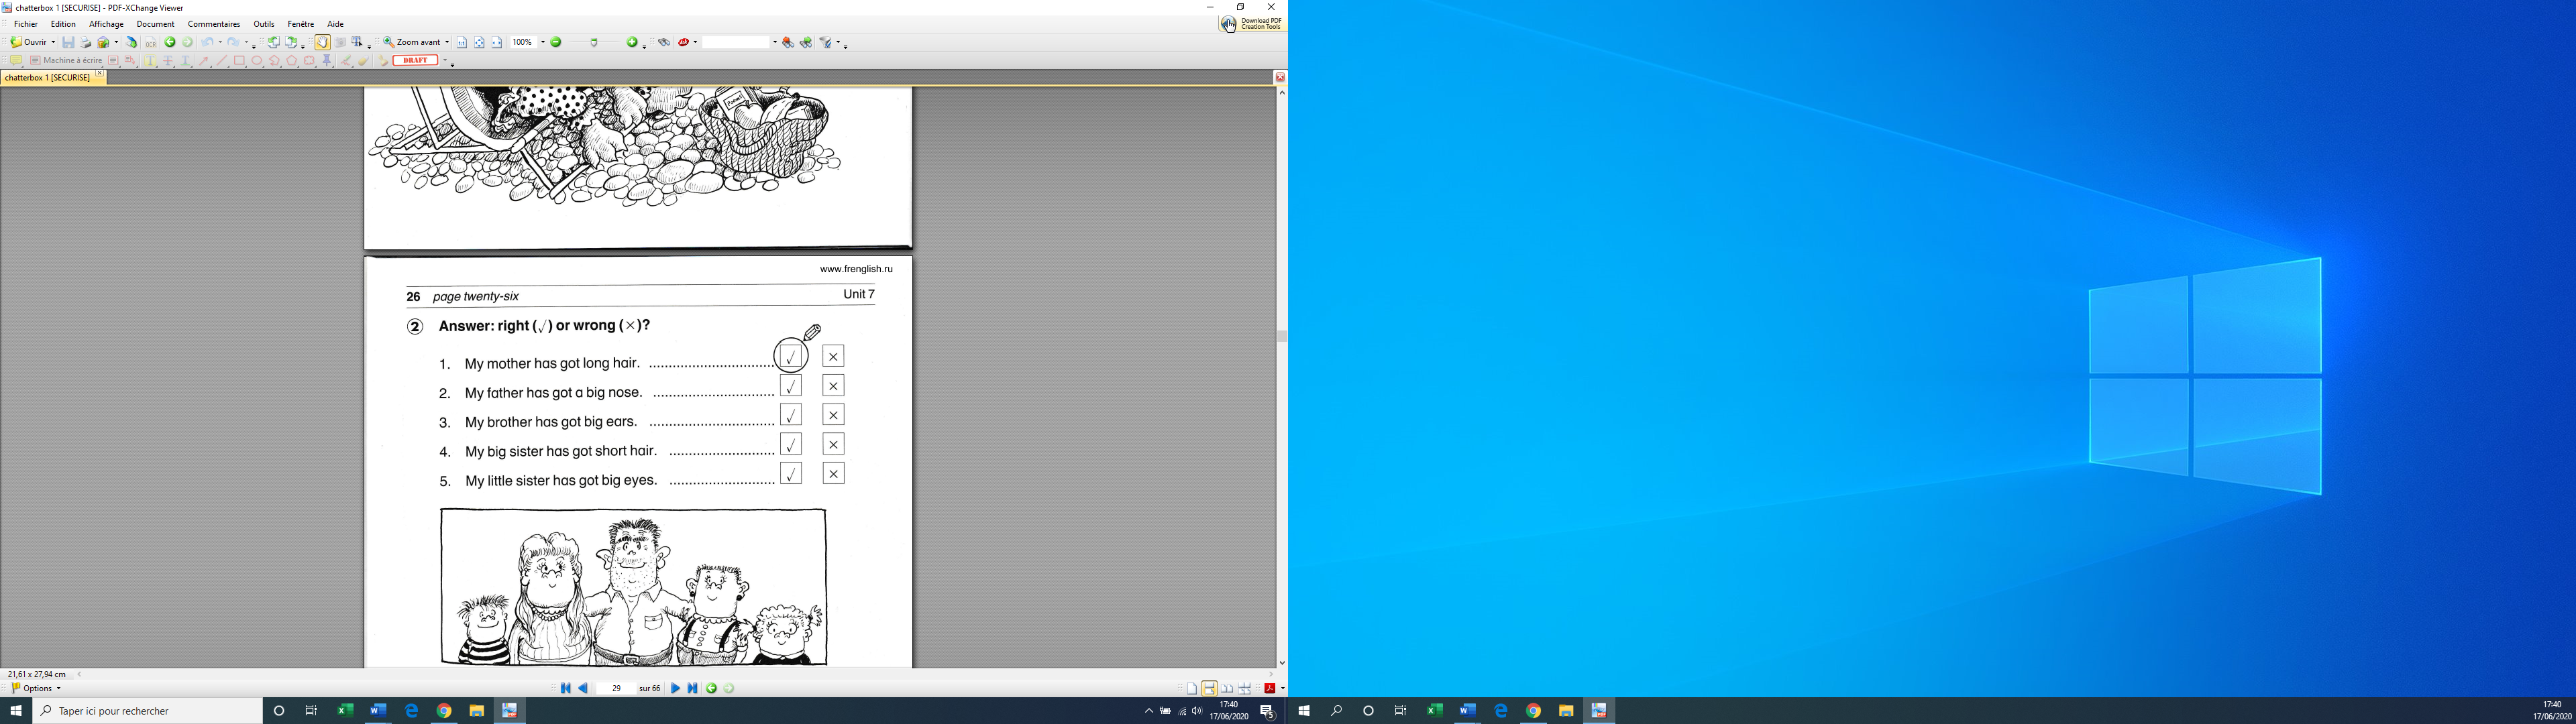 chatterbox 1 [SECURISE] - PDF-XChange Viewer
Fichier Edition Affichage Document Commentaires Outils Fenêtre Aide
Download PDF
Creation Tools
Ouvrir
Zoom avant
100%
Machine à écrire
DRAFT
chatterbox 1 [SECURISE]
www.frenglish.ru
26 page twenty-six Unit 7
2 Answer: right (√) or wrong (×)?
1. My mother has got long hair. ............................... √ ×
2. My father has got a big nose. .............................. √ ×
3. My brother has got big ears. ............................... √ ×
4. My big sister has got short hair. .......................... √ ×
5. My little sister has got big eyes. .......................... √ ×
21,61 x 27,94 cm
Options
29 sur 66
Taper ici pour rechercher
17:40
17/06/2020
5
17:40
17/06/2020